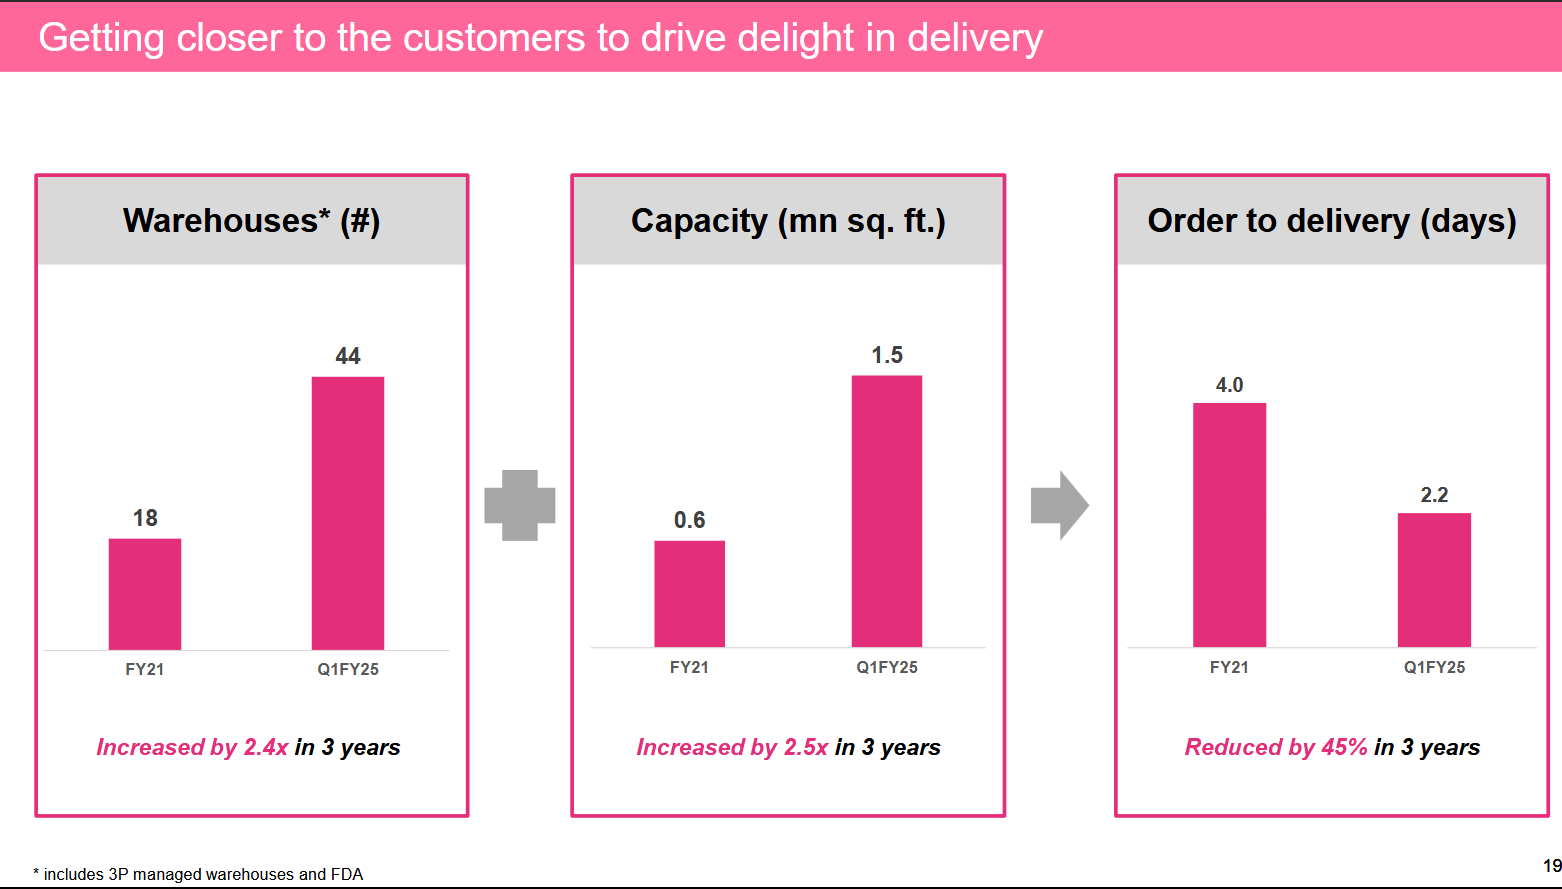 Getting closer to the customers to drive delight in delivery
Warehouses* (#)
44
18
FY21
Q1FY25
Increased by 2.4x in 3 years
Capacity (mn sq. ft.)
1.5
0.6
FY21
Q1FY25
Increased by 2.5x in 3 years
Order to delivery (days)
4.0
2.2
FY21
Q1FY25
Reduced by 45% in 3 years
* includes 3P managed warehouses and FDA
19